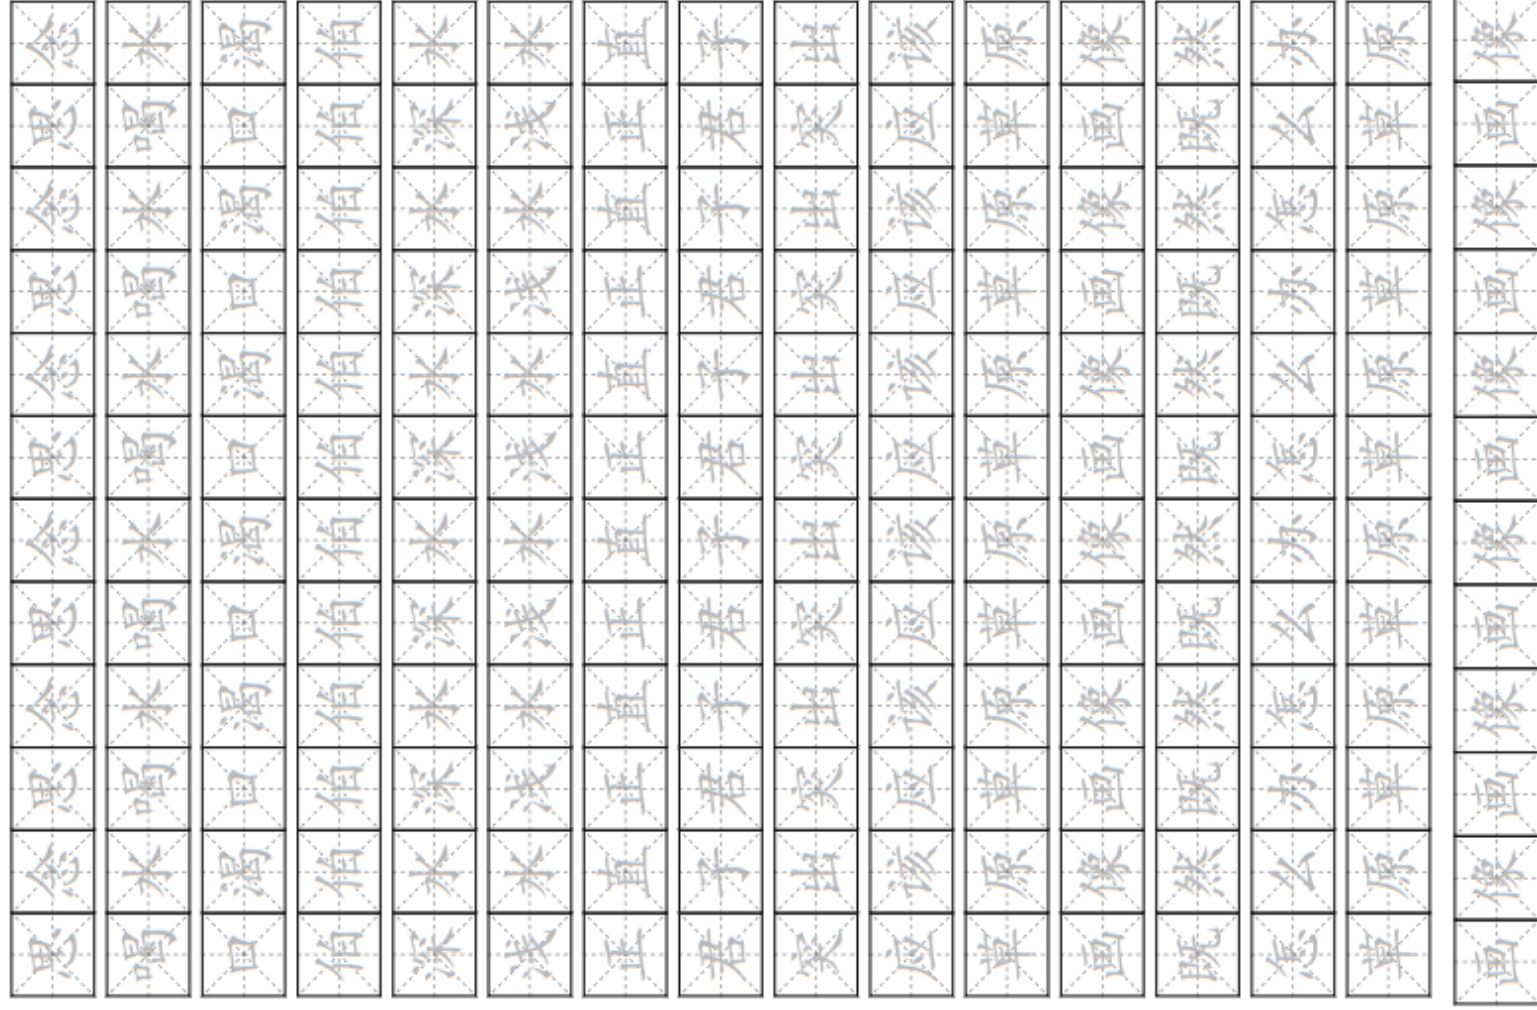 思念思念思念思念思念思念
喝水喝水喝水喝水喝水喝水
口渴口渴口渴口渴口渴口渴
伯伯伯伯伯伯伯伯伯伯伯伯
深水深水深水深水深水深水
浅水浅水浅水浅水浅水浅水
正直正直正直正直正直正直
君子君子君子君子君子君子
突出突出突出突出突出突出
应该应该应该应该应该应该
草原草原草原草原草原草原
画像画像画像画像画像画像
既然既然既然既然既然既然
怎么办怎么办怎么办怎么办
草原草原草原草原草原草原
画像画像画像画像画像画像